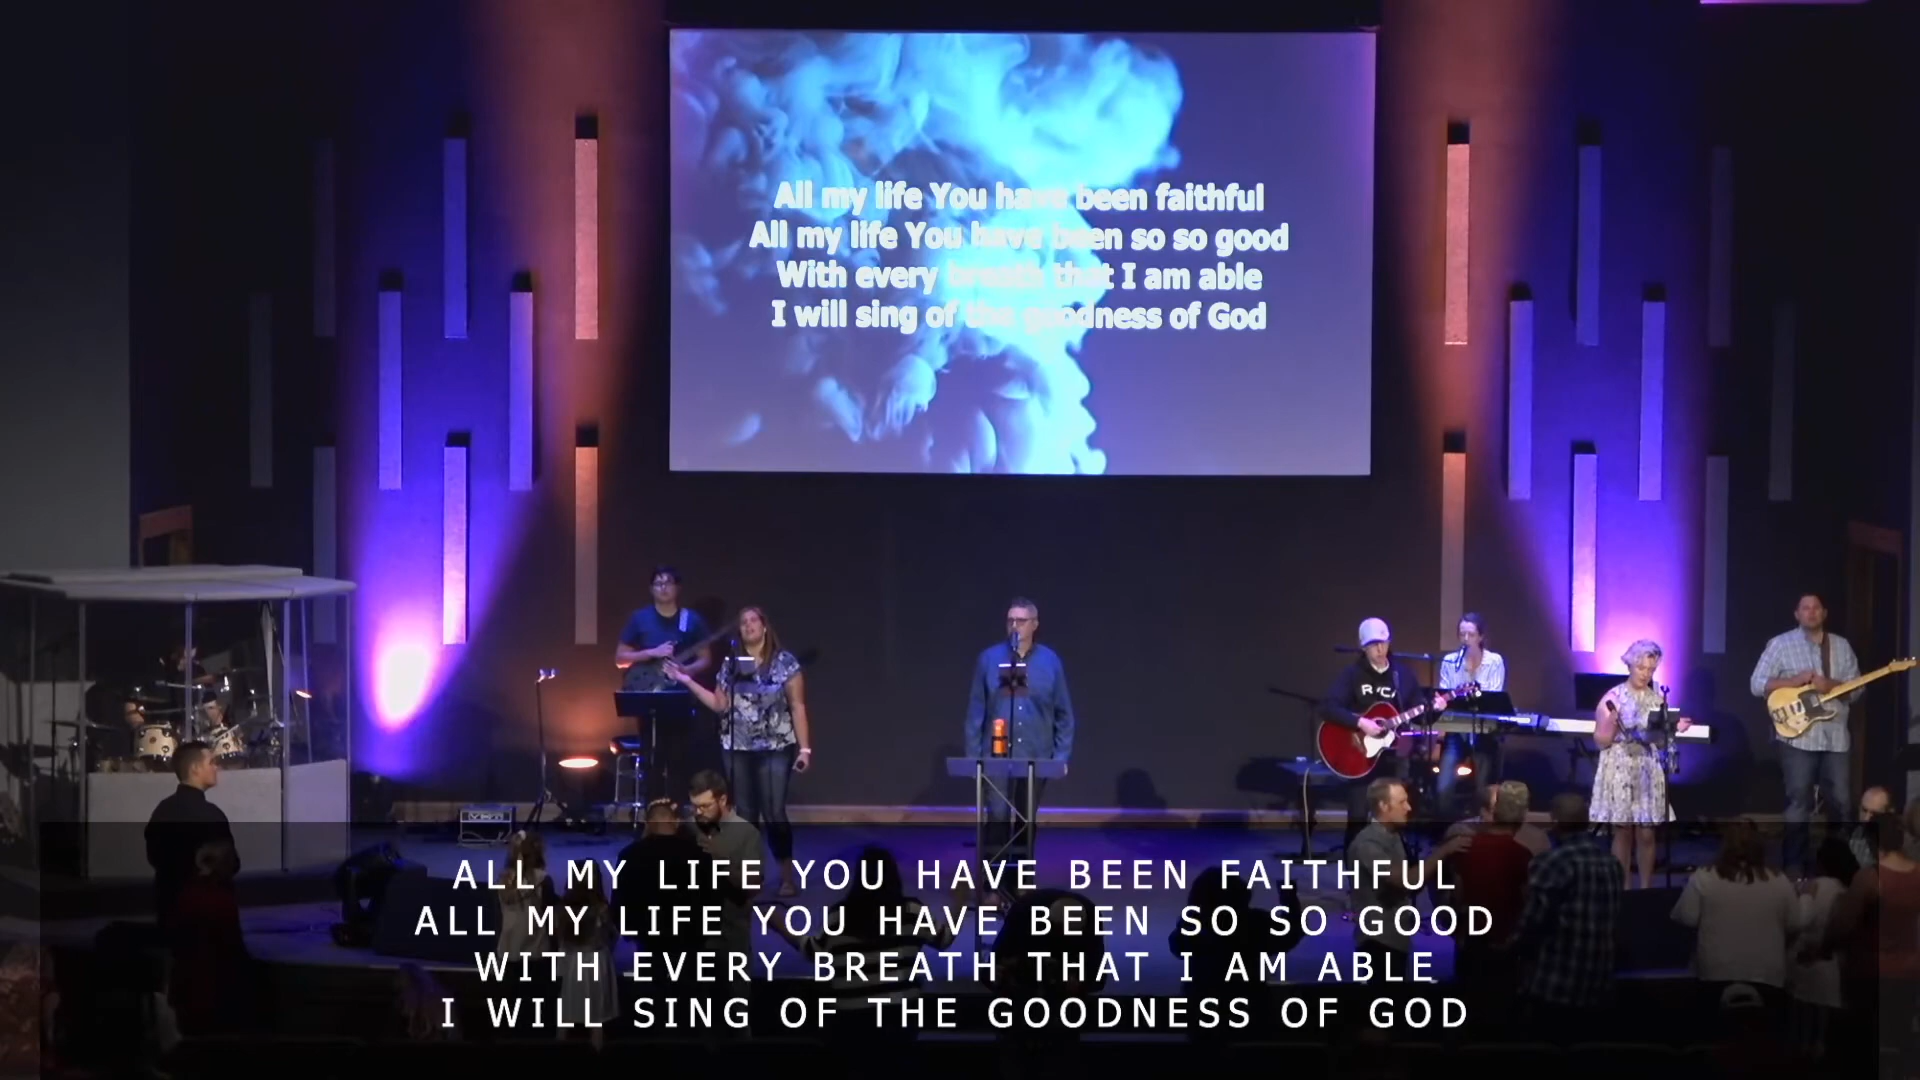 All my life You have been faithful
All my life You have been so so good
With every breath that I am able
I will sing of the goodness of God
ALL MY LIFE YOU HAVE BEEN FAITHFUL
ALL MY LIFE YOU HAVE BEEN SO SO GOOD
WITH EVERY BREATH THAT I AM ABLE
I WILL SING OF THE GOODNESS OF GOD